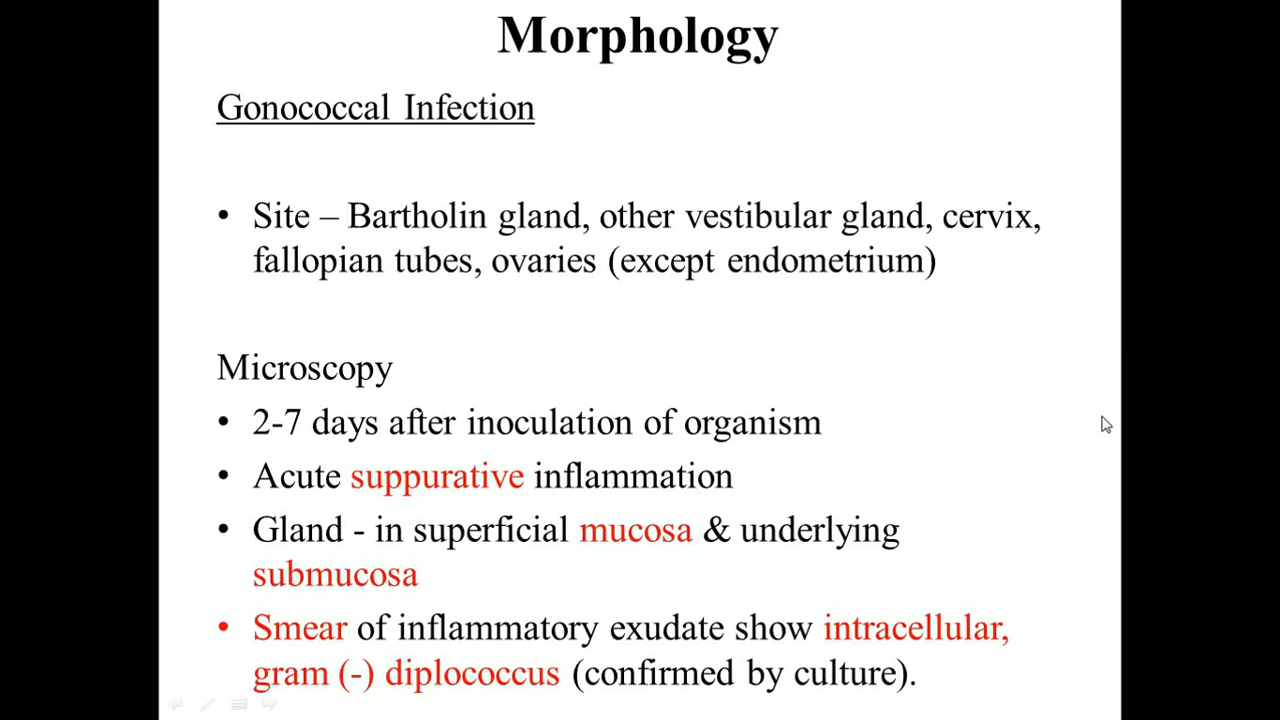 Morphology
Gonococcal Infection
• Site – Bartholin gland, other vestibular gland, cervix,
fallopian tubes, ovaries (except endometrium)
Microscopy
• 2-7 days after inoculation of organism
• Acute suppurative inflammation
• Gland - in superficial mucosa & underlying
submucosa
• Smear of inflammatory exudate show intracellular,
gram (-) diplococcus (confirmed by culture).